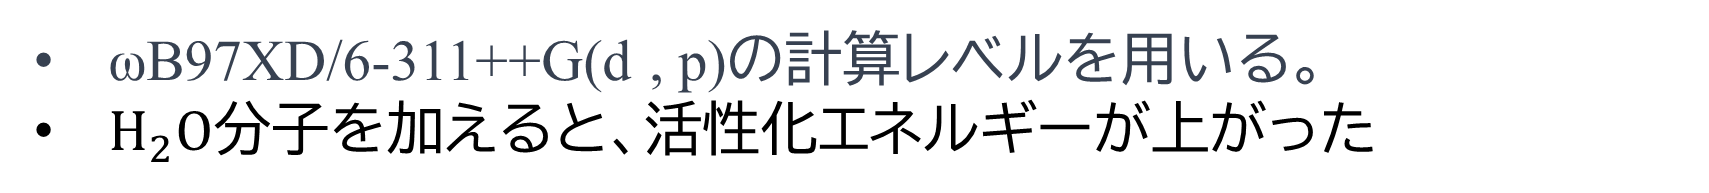 • ωB97XD/6-311++G(d , p)の計算レベルを用いる。
• H₂O分子を加えると、活性化エネルギーが上がった